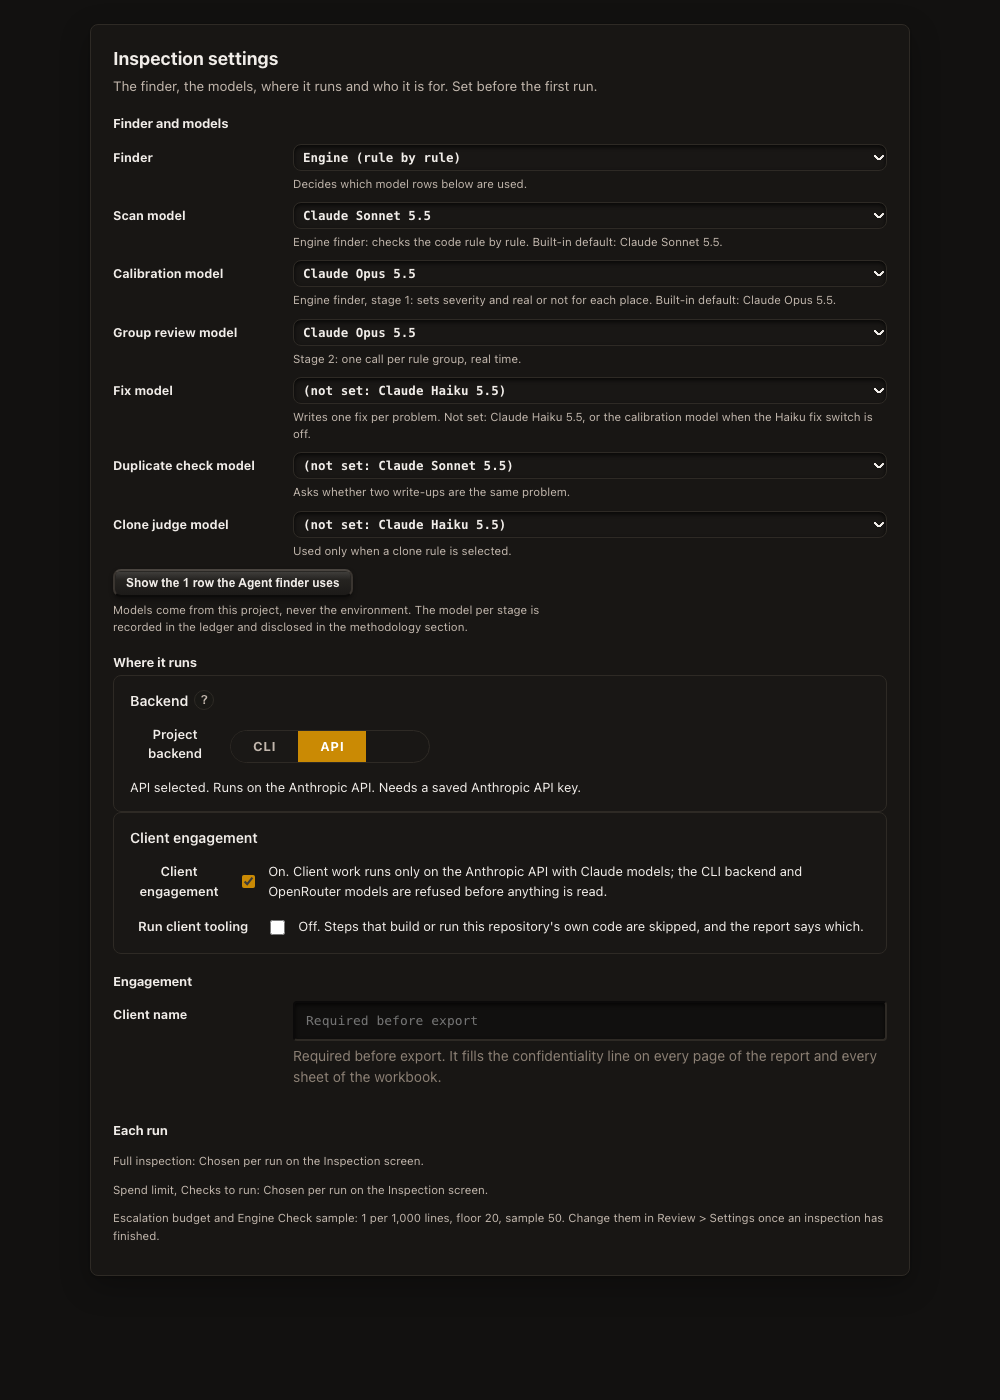 Inspection settings
The finder, the models, where it runs and who it is for. Set before the first run.
Finder and models
Finder
Engine (rule by rule)
Decides which model rows below are used.
Scan model
Claude Sonnet 5.5
Engine finder: checks the code rule by rule. Built-in default: Claude Sonnet 5.5.
Calibration model
Claude Opus 5.5
Engine finder, stage 1: sets severity and real or not for each place. Built-in default: Claude Opus 5.5.
Group review model
Claude Opus 5.5
Stage 2: one call per rule group, real time.
Fix model
(not set: Claude Haiku 5.5)
Writes one fix per problem. Not set: Claude Haiku 5.5, or the calibration model when the Haiku fix switch is
off.
Duplicate check model
(not set: Claude Sonnet 5.5)
Asks whether two write-ups are the same problem.
Clone judge model
(not set: Claude Haiku 5.5)
Used only when a clone rule is selected.
Show the 1 row the Agent finder uses
Models come from this project, never the environment. The model per stage is
recorded in the ledger and disclosed in the methodology section.
Where it runs
Backend ?
Project
backend
CLI API
API selected. Runs on the Anthropic API. Needs a saved Anthropic API key.
Client engagement
Client
engagement
On. Client work runs only on the Anthropic API with Claude models; the CLI backend and
OpenRouter models are refused before anything is read.
Run client tooling
Off. Steps that build or run this repository's own code are skipped, and the report says which.
Engagement
Client name
Required before export
Required before export. It fills the confidentiality line on every page of the report and every
sheet of the workbook.
Each run
Full inspection: Chosen per run on the Inspection screen.
Spend limit, Checks to run: Chosen per run on the Inspection screen.
Escalation budget and Engine Check sample: 1 per 1,000 lines, floor 20, sample 50. Change them in Review > Settings once an inspection has
finished.